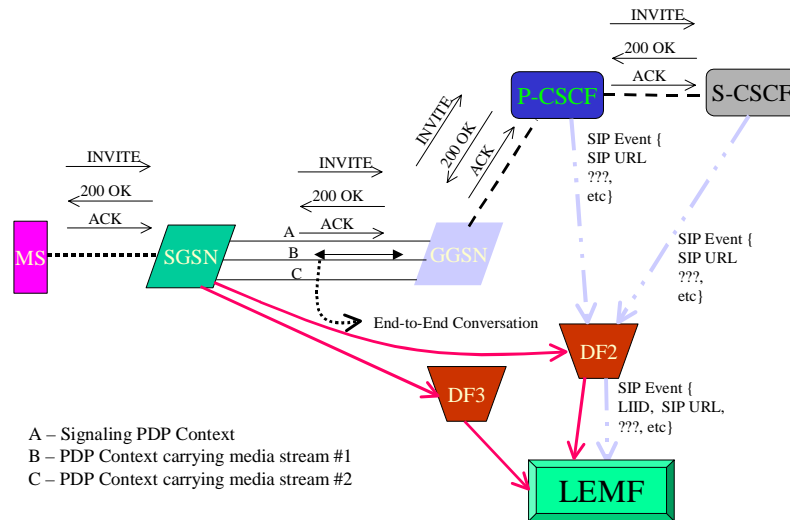 INVITE
200 OK
ACK
P-CSCF
S-CSCF
INVITE
200 OK
ACK
SIP Event {
SIP URL
???,
etc}
INVITE
200 OK
ACK
INVITE
200 OK
ACK
A
B
C
MS
SGSN
GGSN
SIP Event {
SIP URL
???,
etc}
End-to-End Conversation
DF2
DF3
SIP Event {
LIID, SIP URL,
???, etc}
A – Signaling PDP Context
B – PDP Context carrying media stream #1
C – PDP Context carrying media stream #2
LEMF